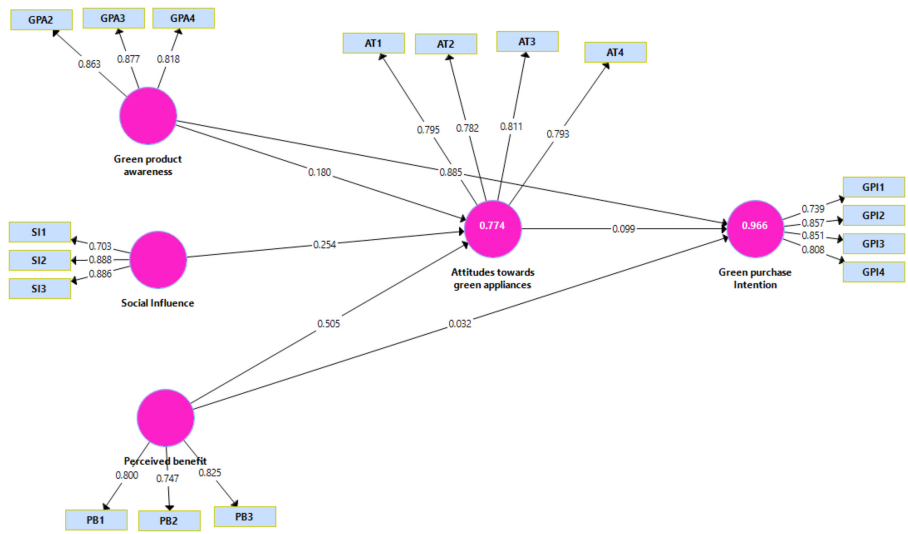 GPA2
GPA3
GPA4
0.863
0.877
0.818
Green product
awareness
AT1
AT2
AT3
AT4
0.795
0.782
0.811
0.793
0.180
0.885
SI1
SI2
SI3
0.703
0.888
0.886
Social Influence
0.254
0.774
Attitudes towards
green appliances
0.099
0.966
Green purchase
Intention
GPI1
GPI2
GPI3
GPI4
0.739
0.857
0.851
0.808
0.505
0.032
Perceived benefit
0.800
0.747
0.825
PB1
PB2
PB3